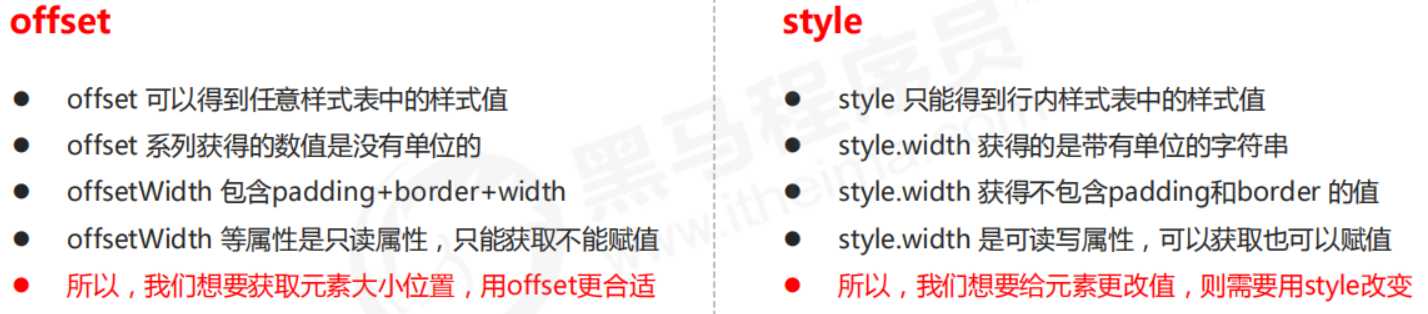 offset
● offset 可以得到任意样式表中的样式值
● offset 系列获得的数值是没有单位的
● offsetWidth 包含padding+border+width
● offsetWidth 等属性是只读属性，只能获取不能赋值
● 所以，我们想要获取元素大小位置，用offset更合适
style
● style 只能得到行内样式表中的样式值
● style.width 获得的是带有单位的字符串
● style.width 获得不包含padding和border 的值
● style.width 是可读写属性，可以获取也可以赋值
● 所以，我们想要给元素更改值，则需要用style改变
黑马程序员
www.itheima.com